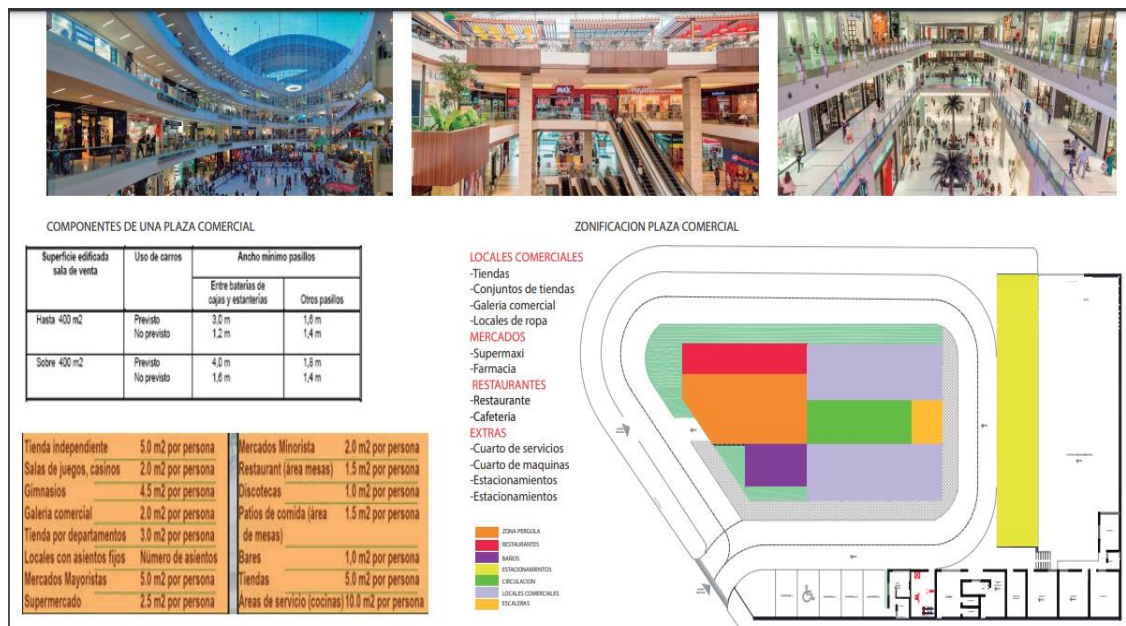 MAX
Payless
COMPONENTES DE UNA PLAZA COMERCIAL
Superficie edificada sala de venta
Uso de carros
Ancho mínimo pasillos
Entre baterías de cajas y estanterías
Otros pasillos
Hasta 400 m2 Previsto 3,0 m 1,6 m
No previsto 1,2 m 1,4 m
Sobre 400 m2 Previsto 4,0 m 1,8 m
No previsto 1,6 m 1,4 m
Tienda independiente 5.0 m2 por persona
Salas de juegos, casinos 2.0 m2 por persona
Gimnasios 4.5 m2 por persona
Galeria comercial 2.0 m2 por persona
Tienda por departamentos 3.0 m2 por persona
Locales con asientos fijos Número de asientos
Mercados Mayoristas 5.0 m2 por persona
Supermercado 2.5 m2 por persona
Mercados Minorista 2.0 m2 por persona
Restaurant (área mesas) 1.5 m2 por persona
Discotecas 1.0 m2 por persona
Patios de comida (área 1.5 m2 por persona
de mesas)
Bares 1,0 m2 por persona
Tiendas 5.0 m2 por persona
Areas de servicio (cocinas) 10.0 m2 por persona
ZONIFICACION PLAZA COMERCIAL
LOCALES COMERCIALES
-Tiendas
-Conjuntos de tiendas
-Galeria comercial
-Locales de ropa
MERCADOS
-Supermaxi
-Farmacia
RESTAURANTES
-Restaurante
-Cafeteria
EXTRAS
-Cuarto de servicios
-Cuarto de maquinas
-Estacionamientos
-Estacionamientos
ZONA PERGOLA
RESTAURANTES
BAÑOS
ESTACIONAMIENTOS
CIRCULACION
LOCALES COMERCIALES
ESCALERAS